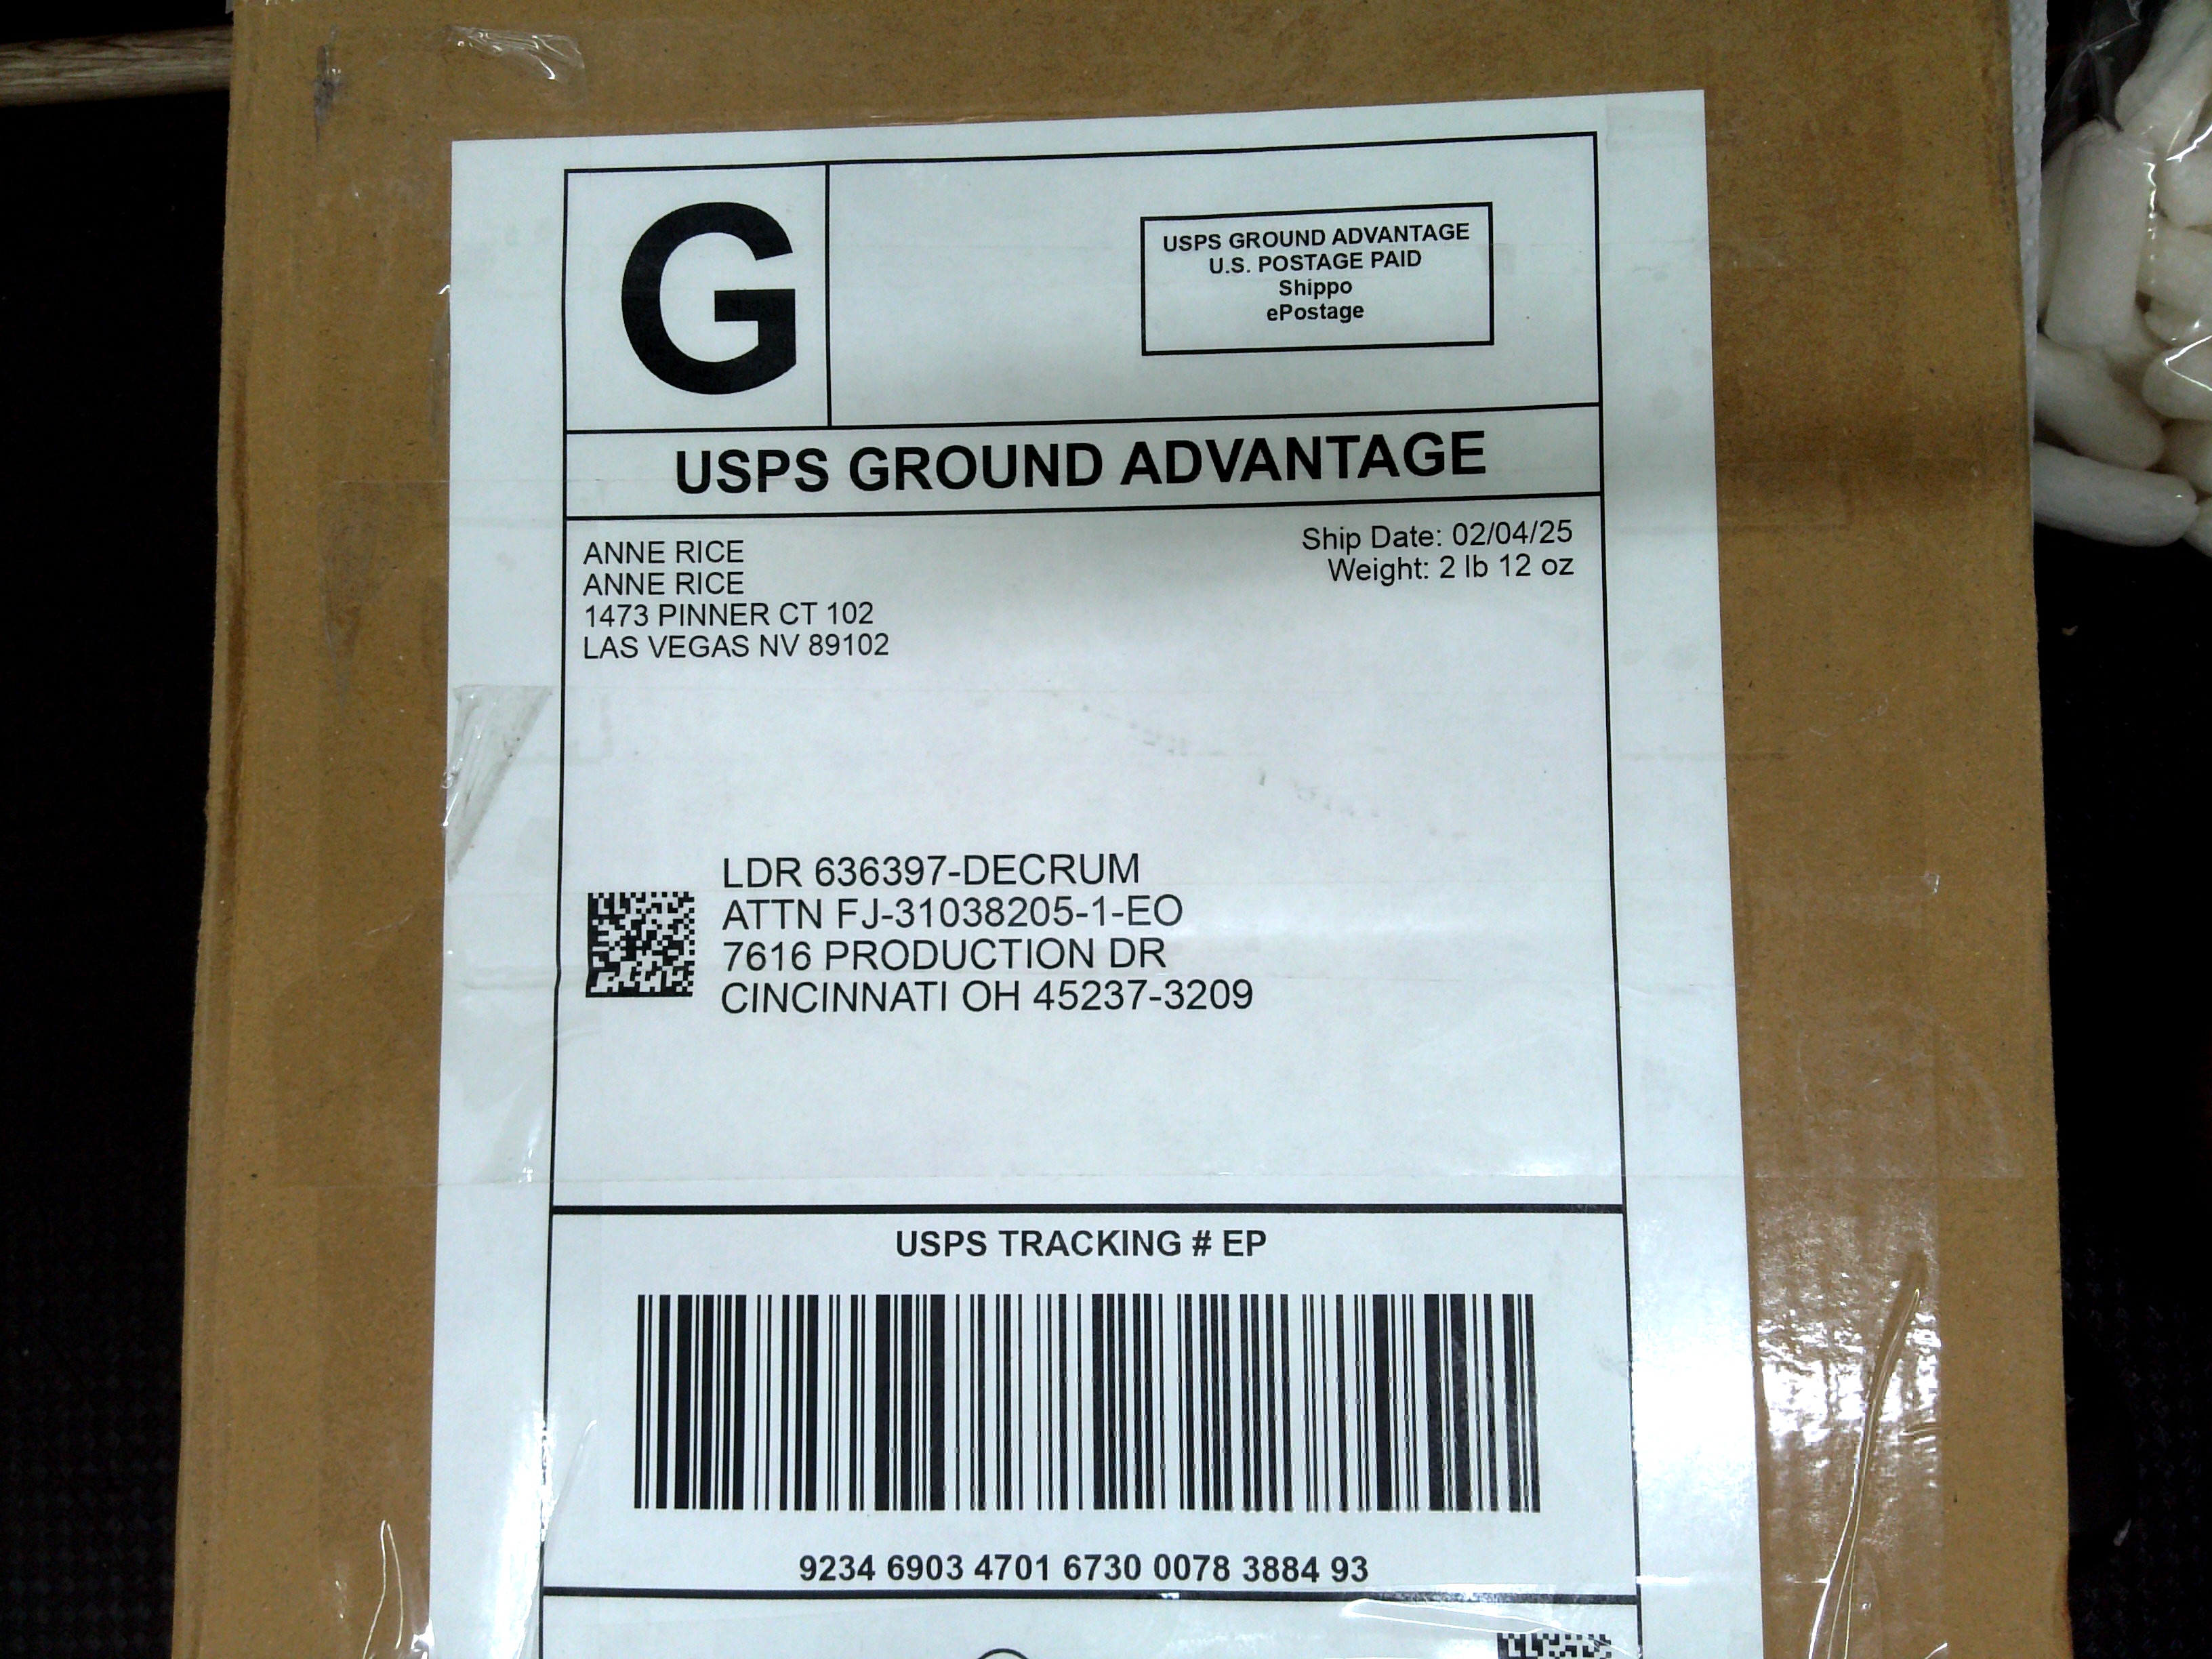 G
USPS GROUND ADVANTAGE
U.S. POSTAGE PAID
Shippo
ePostage
USPS GROUND ADVANTAGE
ANNE RICE
ANNE RICE
1473 PINNER CT 102
LAS VEGAS NV 89102
Ship Date: 02/04/25
Weight: 2 lb 12 oz
LDR 636397-DECRUM
ATTN FJ-31038205-1-EO
7616 PRODUCTION DR
CINCINNATI OH 45237-3209
USPS TRACKING # EP
9234 6903 4701 6730 0078 3884 93